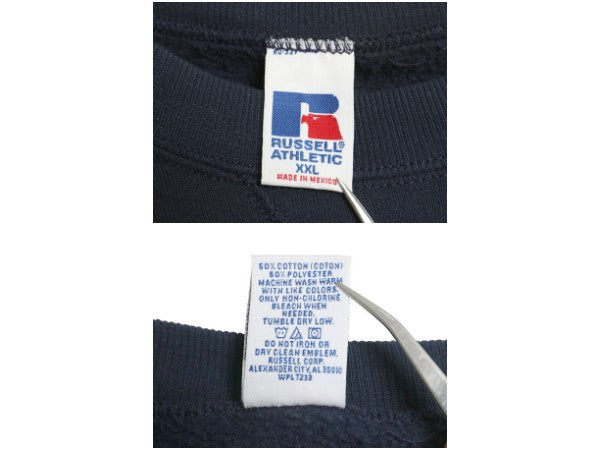 RUSSELL®
ATHLETIC
XXL
MADE IN MEXICO
50% COTTON (COTON)
50% POLYESTER
MACHINE WASH WARM
WITH LIKE COLORS.
ONLY NON-CHLORINE
BLEACH WHEN
NEEDED.
TUMBLE DRY LOW.
DO NOT IRON OR
DRY CLEAN EMBLEM.
RUSSELL CORP.
ALEXANDER CITY, AL 35010
WPL7238